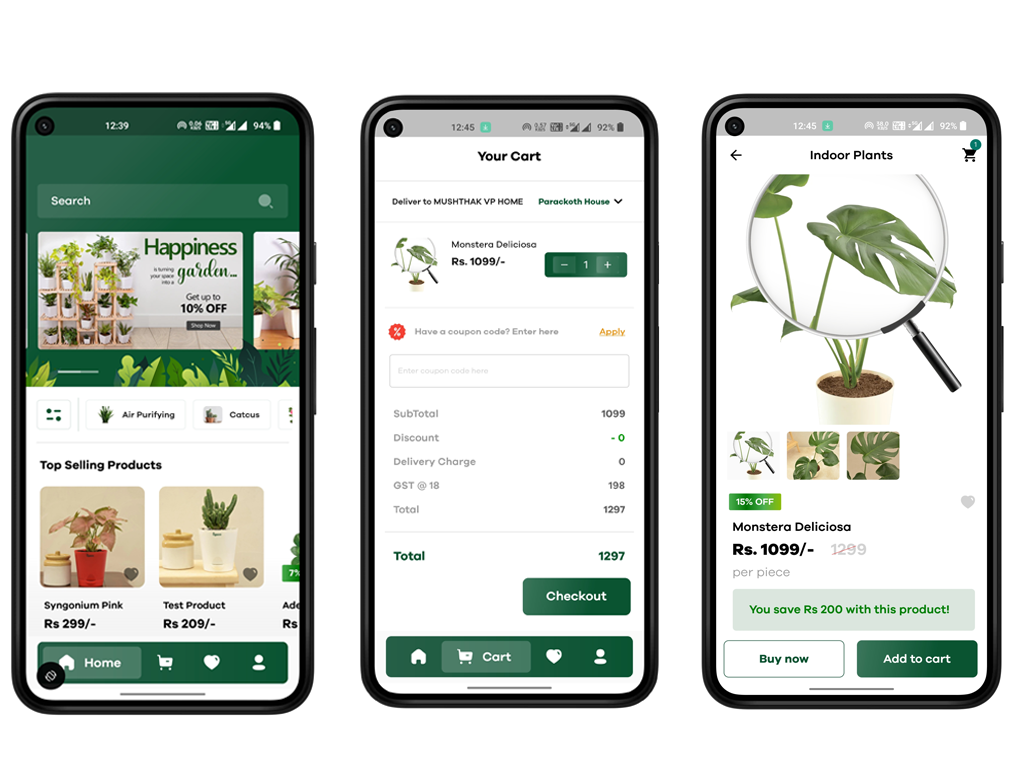 12:39
94%
Search
Happiness
is turning
your space
into a
garden...
Get up to
10% OFF
Shop Now
Air Purifying
Catcus
Top Selling Products
7%
Syngonium Pink
Test Product
Ade
Rs 299/-
Rs 209/-
Rs
Home
12:45
92%
Your Cart
Deliver to MUSHTHAK VP HOME
Parackoth House
Monstera Deliciosa
Rs. 1099/-
− 1 +
% Have a coupon code? Enter here
Apply
Enter coupon code here
SubTotal 1099
Discount - 0
Delivery Charge 0
GST @ 18 198
Total 1297
Total 1297
Checkout
Cart
12:45
92%
Indoor Plants
1
15% OFF
Monstera Deliciosa
Rs. 1099/- 1299
per piece
You save Rs 200 with this product!
Buy now
Add to cart